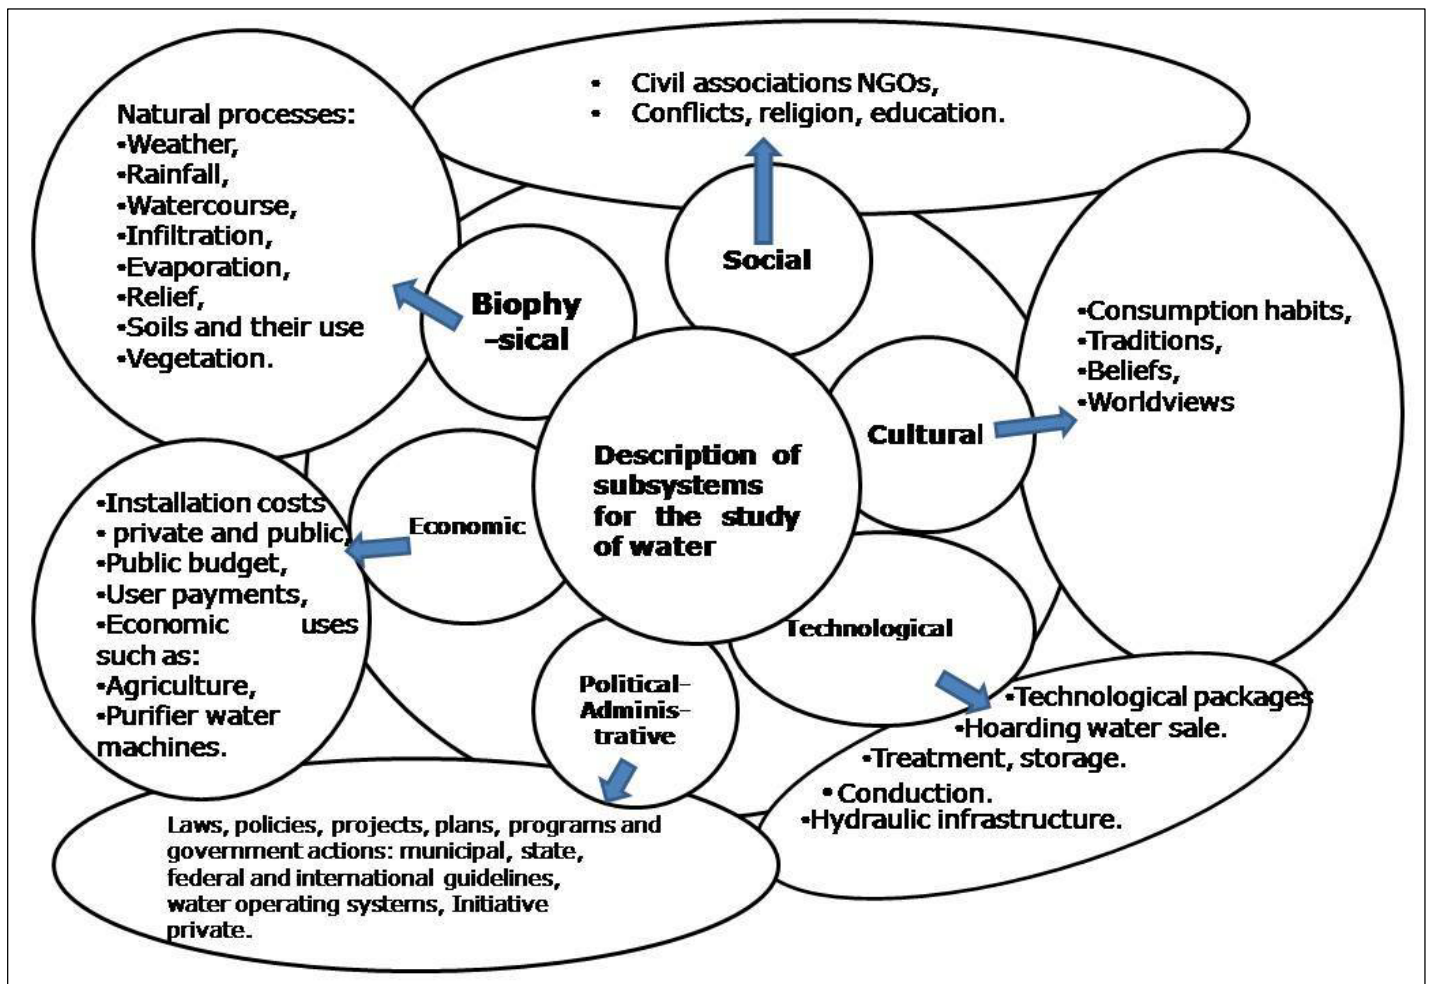 • Civil associations NGOs,
• Conflicts, religion, education.
Natural processes:
•Weather,
•Rainfall,
•Watercourse,
•Infiltration,
•Evaporation,
•Relief,
•Soils and their use
•Vegetation.
Social
Biophy
-sical
•Consumption habits,
•Traditions,
•Beliefs,
•Worldviews
Cultural
Description of
subsystems
for the study
of water
Economic
•Installation costs
• private and public,
•Public budget,
•User payments,
•Economic uses
such as:
•Agriculture,
•Purifier water
machines.
Technological
•Technological packages
•Hoarding water sale.
•Treatment, storage.
• Conduction.
•Hydraulic infrastructure.
Political-
Adminis-
trative
Laws, policies, projects, plans, programs and
government actions: municipal, state,
federal and international guidelines,
water operating systems, Initiative
private.